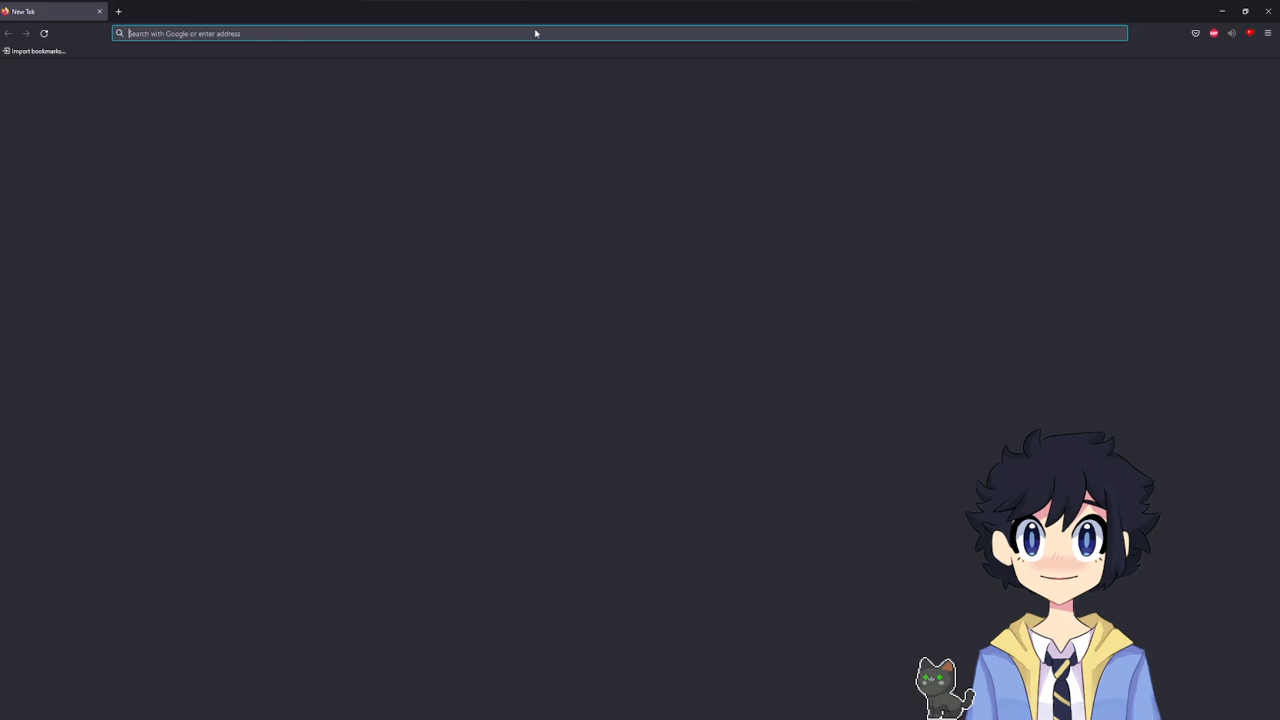 New Tab
Search with Google or enter address
Import bookmarks...